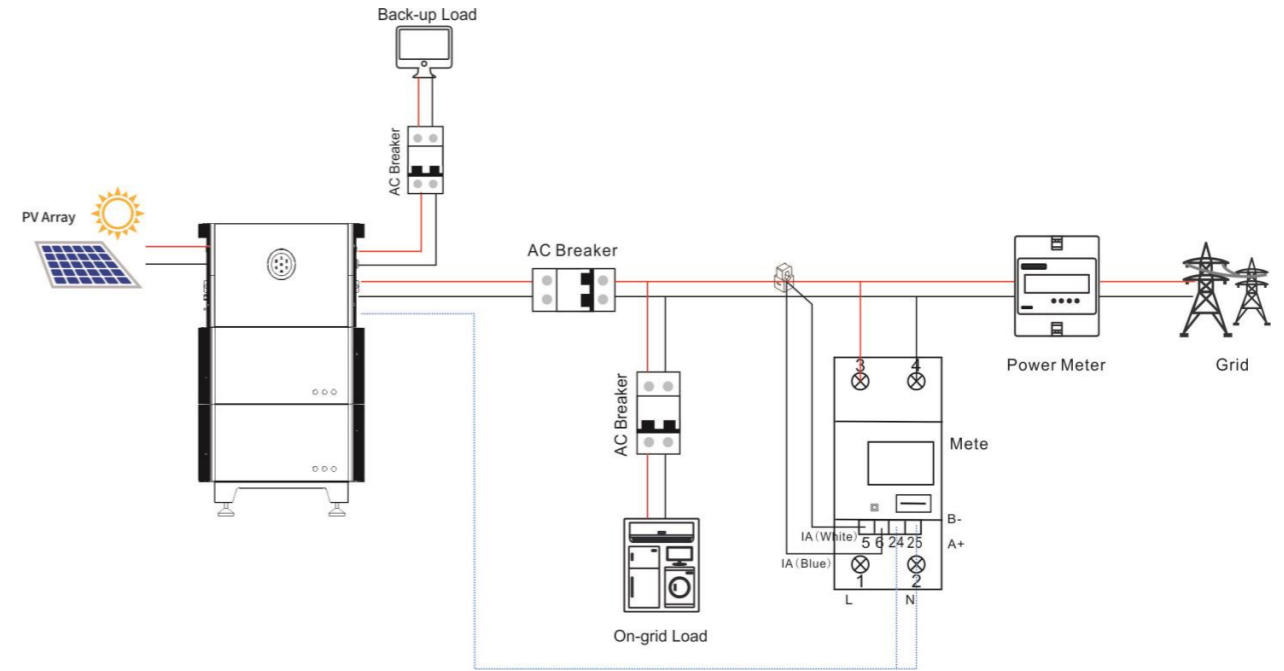 Back-up Load
AC Breaker
PV Array
AC Breaker
AC Breaker
Power Meter
Grid
3 4
Mete
B-
IA(White)
5 6 24 25
A+
IA(Blue)
1 2
L N
On-grid Load